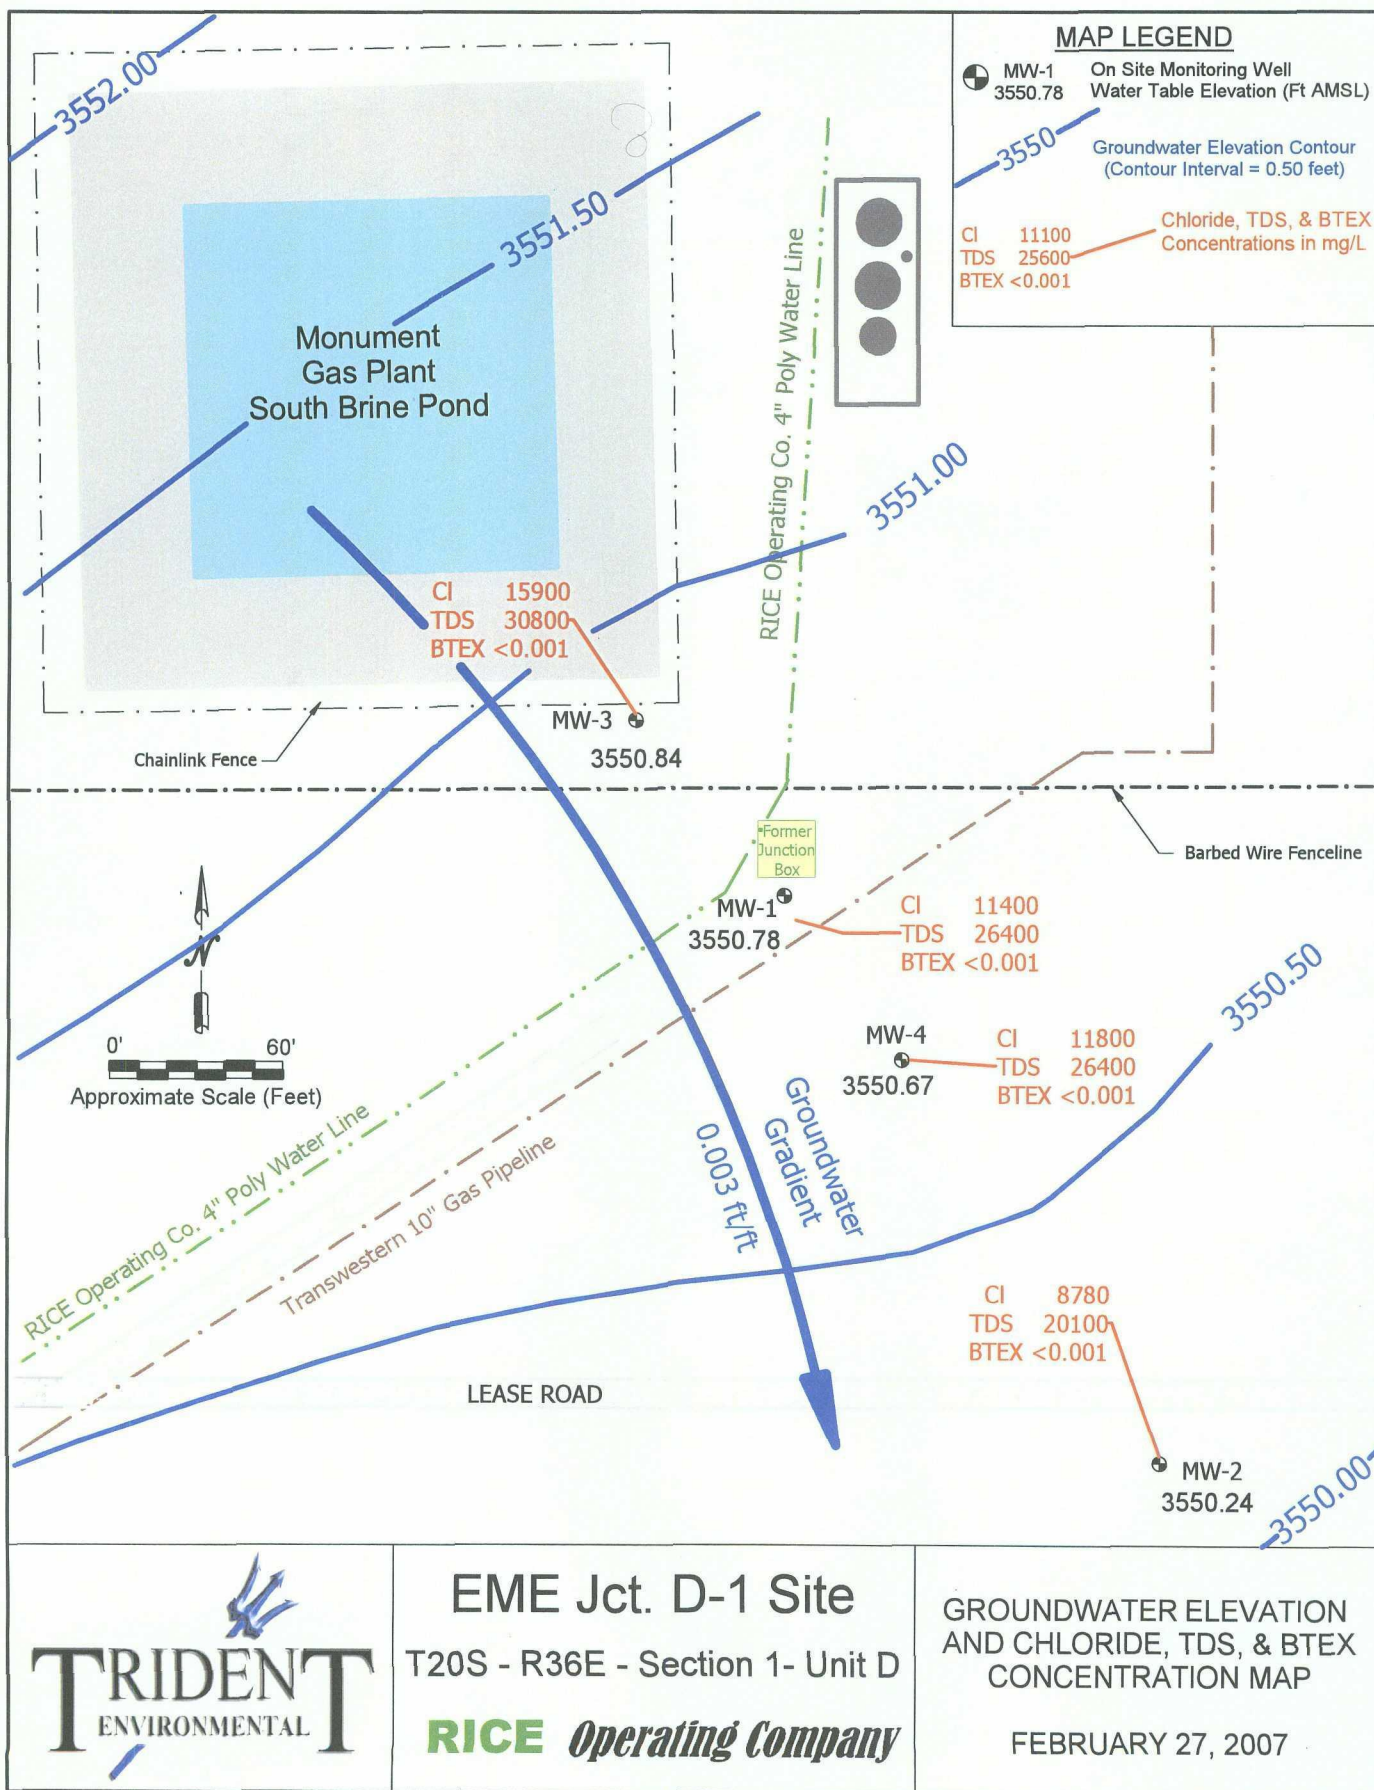 MAP LEGEND
MW-1
3550.78
On Site Monitoring Well
Water Table Elevation (Ft AMSL)
3550
Groundwater Elevation Contour
(Contour Interval = 0.50 feet)
Cl 11100
TDS 25600
BTEX <0.001
Chloride, TDS, & BTEX
Concentrations in mg/L
3552.00
3551.50
Monument
Gas Plant
South Brine Pond
RICE Operating Co. 4" Poly Water Line
3551.00
Cl 15900
TDS 30800
BTEX <0.001
MW-3
3550.84
Chainlink Fence
Former
Junction
Box
Barbed Wire Fenceline
MW-1
3550.78
Cl 11400
TDS 26400
BTEX <0.001
3550.50
N
0' 60'
Approximate Scale (Feet)
MW-4
3550.67
Cl 11800
TDS 26400
BTEX <0.001
Groundwater
Gradient
0.003 ft/ft
RICE Operating Co. 4" Poly Water Line
Transwestern 10" Gas Pipeline
Cl 8780
TDS 20100
BTEX <0.001
LEASE ROAD
MW-2
3550.24
3550.00
TRIDENT
ENVIRONMENTAL
EME Jct. D-1 Site
T20S - R36E - Section 1- Unit D
RICE Operating Company
GROUNDWATER ELEVATION
AND CHLORIDE, TDS, & BTEX
CONCENTRATION MAP
FEBRUARY 27, 2007